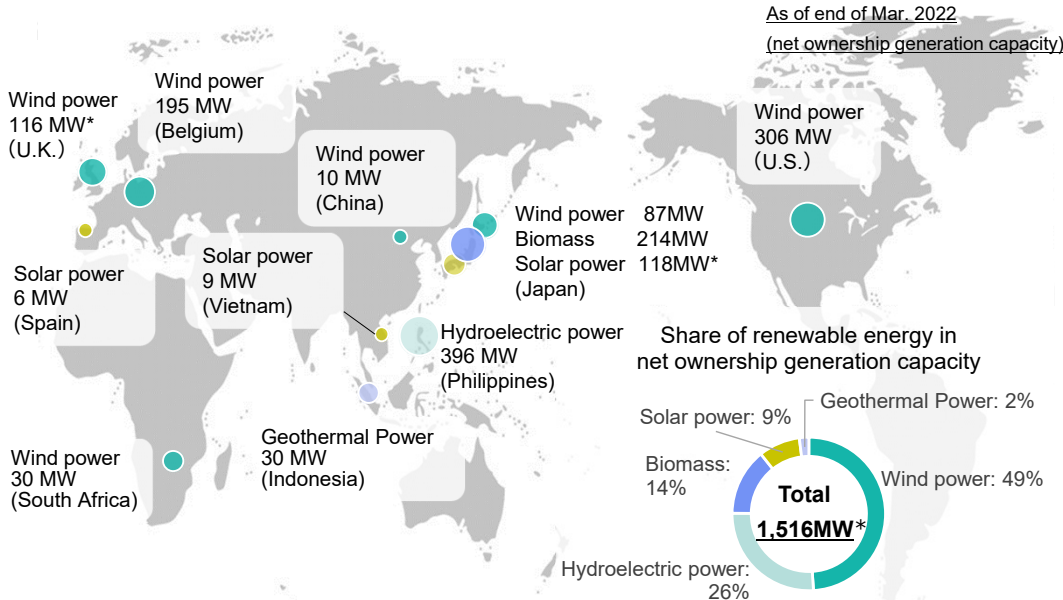 As of end of Mar. 2022
(net ownership generation capacity)
Wind power
195 MW
(Belgium)
Wind power
116 MW*
(U.K.)
Wind power
306 MW
(U.S.)
Wind power
10 MW
(China)
Wind power 87MW
Biomass 214MW
Solar power 118MW*
(Japan)
Solar power
9 MW
(Vietnam)
Solar power
6 MW
(Spain)
Hydroelectric power
396 MW
(Philippines)
Geothermal Power
30 MW
(Indonesia)
Wind power
30 MW
(South Africa)
Share of renewable energy in
net ownership generation capacity
Geothermal Power: 2%
Solar power: 9%
Biomass:
14%
Wind power: 49%
Total
1,516MW*
Hydroelectric power:
26%